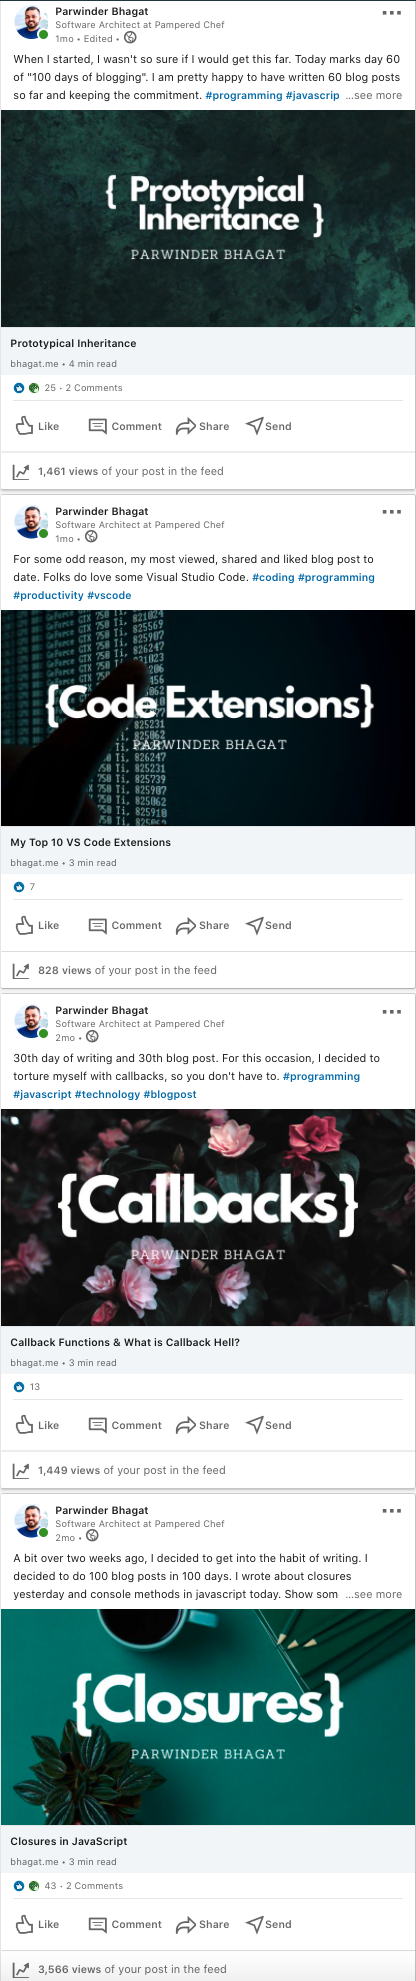 Parwinder Bhagat
Software Architect at Pampered Chef
1mo • Edited •
When I started, I wasn't so sure if I would get this far. Today marks day 60
of "100 days of blogging". I am pretty happy to have written 60 blog posts
so far and keeping the commitment. #programming #javascrip ...see more
{ Prototypical
Inheritance }
PARWINDER BHAGAT
Prototypical Inheritance
bhagat.me • 4 min read
25 · 2 Comments
Like Comment Share Send
1,461 views of your post in the feed
Parwinder Bhagat
Software Architect at Pampered Chef
1mo •
For some odd reason, my most viewed, shared and liked blog post to
date. Folks do love some Visual Studio Code. #coding #programming
#productivity #vscode
{Code Extensions}
PARWINDER BHAGAT
My Top 10 VS Code Extensions
bhagat.me • 3 min read
7
Like Comment Share Send
828 views of your post in the feed
Parwinder Bhagat
Software Architect at Pampered Chef
2mo •
30th day of writing and 30th blog post. For this occasion, I decided to
torture myself with callbacks, so you don't have to. #programming
#javascript #technology #blogpost
{Callbacks}
PARWINDER BHAGAT
Callback Functions & What is Callback Hell?
bhagat.me • 3 min read
13
Like Comment Share Send
1,449 views of your post in the feed
Parwinder Bhagat
Software Architect at Pampered Chef
2mo •
A bit over two weeks ago, I decided to get into the habit of writing. I
decided to do 100 blog posts in 100 days. I wrote about closures
yesterday and console methods in javascript today. Show som ...see more
{Closures}
PARWINDER BHAGAT
Closures in JavaScript
bhagat.me • 3 min read
43 · 2 Comments
Like Comment Share Send
3,566 views of your post in the feed